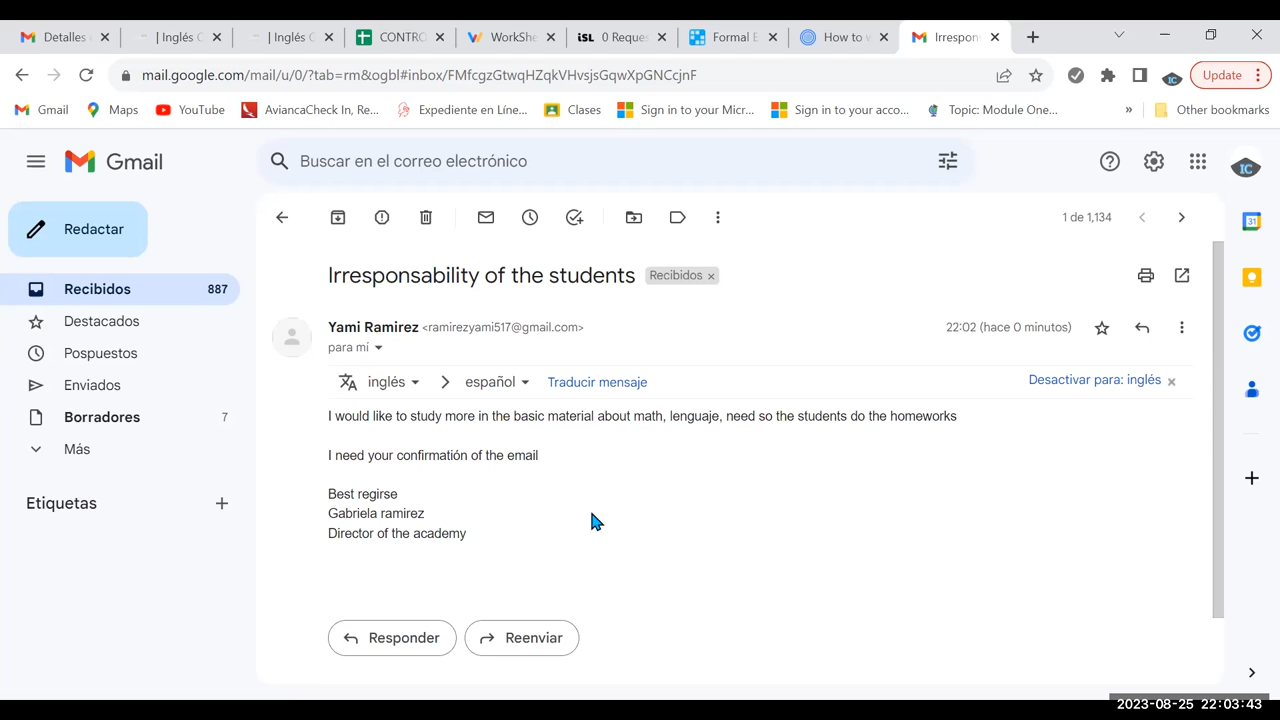 Detalles
| Inglés C
| Inglés C
CONTRO
WorkShe
iSL 0 Reques
Formal E
How to w
Irrespons
mail.google.com/mail/u/0/?tab=rm&ogbl#inbox/FMfcgzGtwqHZqkVHvsjsGqwXpGNCcjnF
Update
Gmail
Maps
YouTube
AviancaCheck In, Re...
Expediente en Líne...
Clases
Sign in to your Micr...
Sign in to your acco...
Topic: Module One...
»
Other bookmarks
Gmail
Buscar en el correo electrónico
IC
Redactar
1 de 1,134
31
Irresponsability of the students Recibidos ×
Recibidos 887
Destacados
Pospuestos
Enviados
Borradores 7
Más
Etiquetas
Yami Ramirez <ramirezyami517@gmail.com> 22:02 (hace 0 minutos)
para mí
inglés español Traducir mensaje Desactivar para: inglés ×
I would like to study more in the basic material about math, lenguaje, need so the students do the homeworks
I need your confirmatión of the email
Best regirse
Gabriela ramirez
Director of the academy
Responder Reenviar
2023-08-25 22:03:43